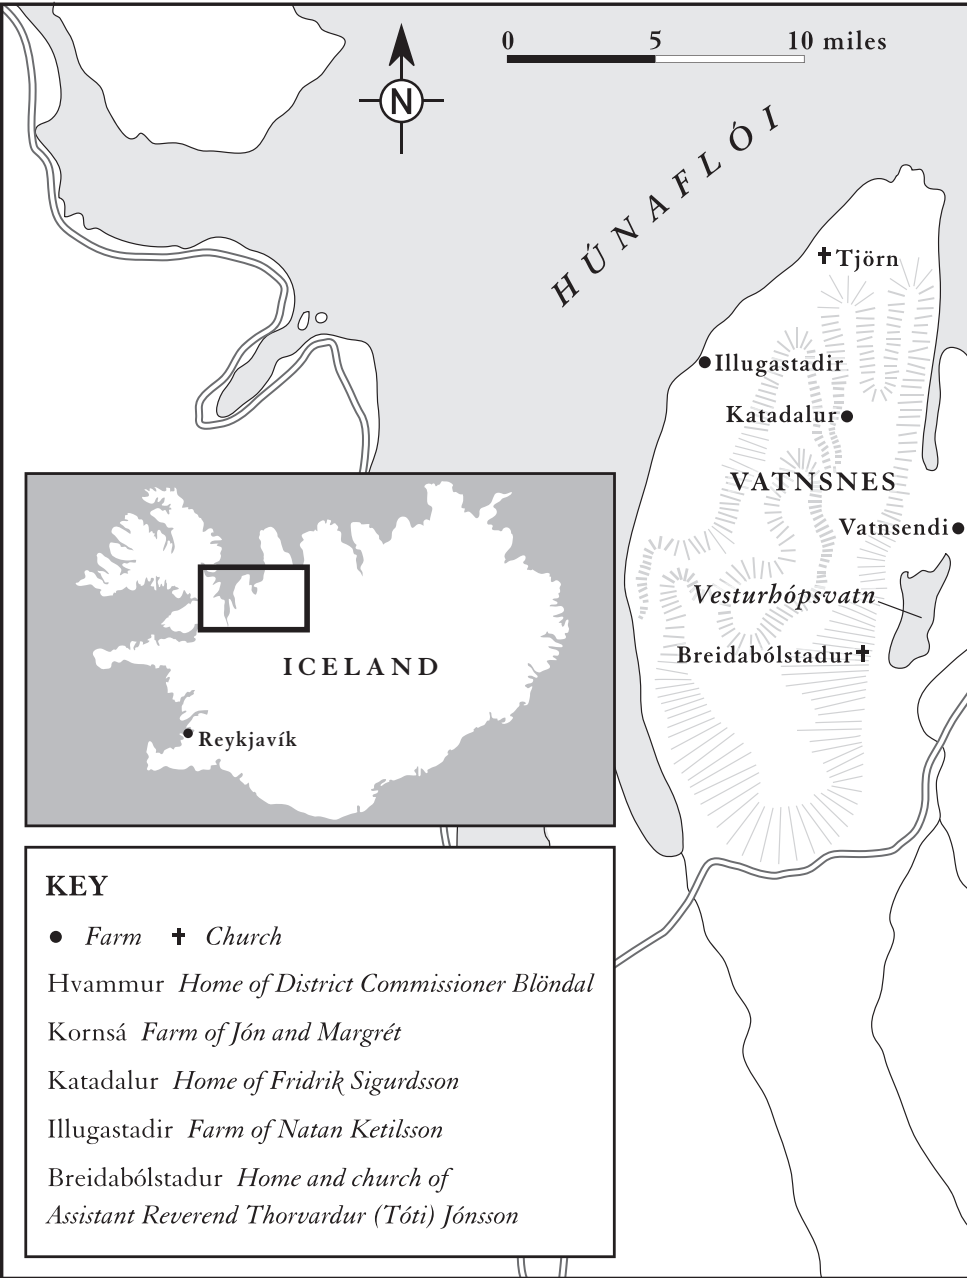 0 5 10 miles
N
HÚNAFLÓI
Tjörn
Illugastadir
Katadalur
VATNSNES
Vatnsendi
Vesturhópsvatn
Breidabólstadur
ICELAND
Reykjavík
KEY
Farm Church
Hvammur Home of District Commissioner Blöndal
Kornsá Farm of Jón and Margrét
Katadalur Home of Fridrik Sigurdsson
Illugastadir Farm of Natan Ketilsson
Breidabólstadur Home and church of
Assistant Reverend Thorvardur (Tóti) Jónsson